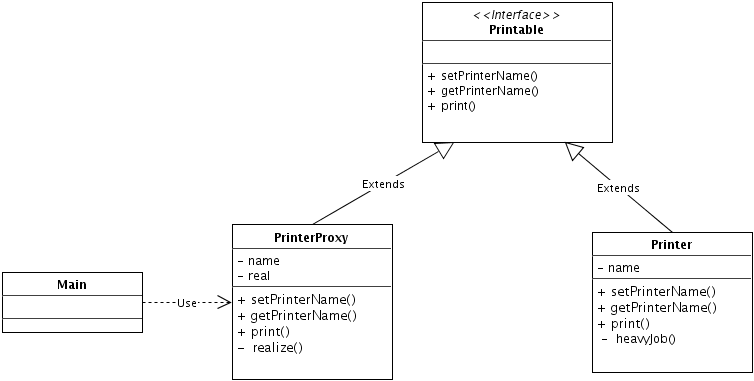 <<Interface>>
Printable
+ setPrinterName()
+ getPrinterName()
+ print()
Extends
Extends
PrinterProxy
- name
- real
+ setPrinterName()
+ getPrinterName()
+ print()
- realize()
Printer
- name
+ setPrinterName()
+ getPrinterName()
+ print()
- heavyJob()
Main
Use